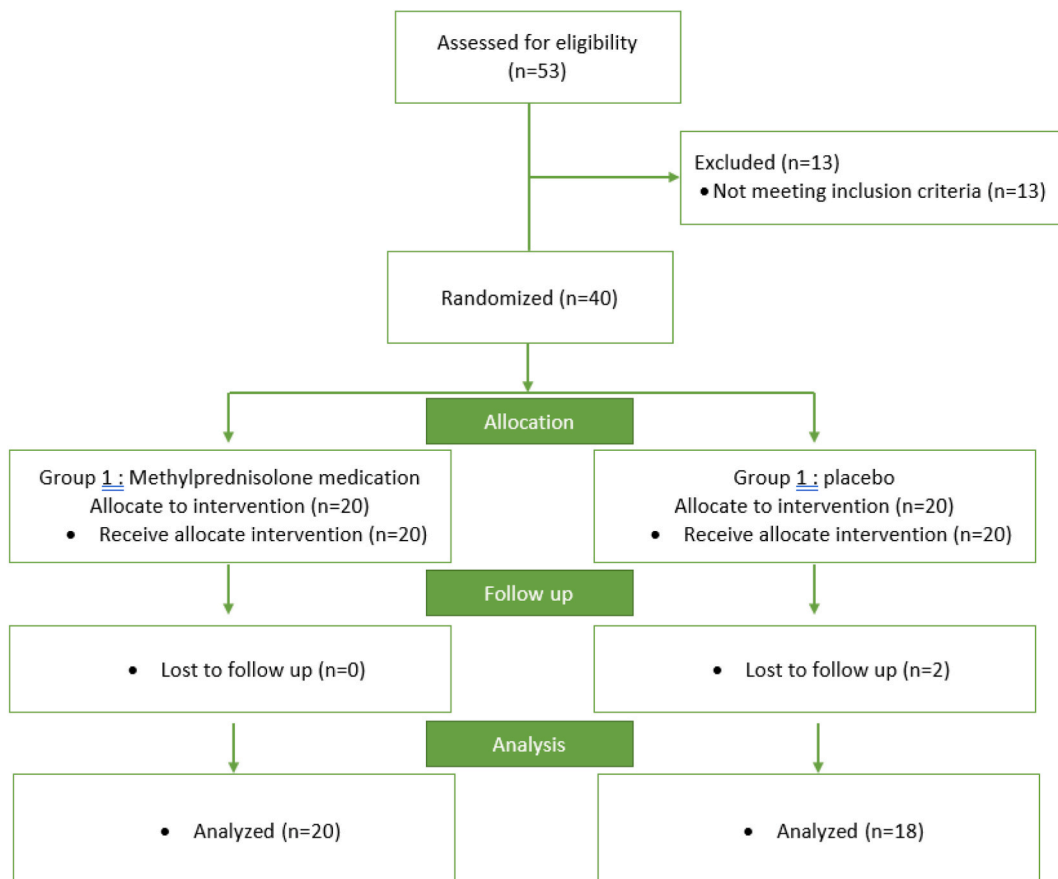 Assessed for eligibility
(n=53)
Excluded (n=13)
•Not meeting inclusion criteria (n=13)
Randomized (n=40)
Allocation
Group 1 : Methylprednisolone medication
Allocate to intervention (n=20)
• Receive allocate intervention (n=20)
Group 1 : placebo
Allocate to intervention (n=20)
• Receive allocate intervention (n=20)
Follow up
• Lost to follow up (n=0)
• Lost to follow up (n=2)
Analysis
• Analyzed (n=20)
• Analyzed (n=18)